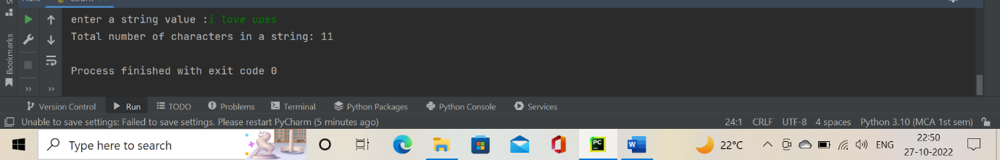 enter a string value :i love upes
Total number of characters in a string: 11
Process finished with exit code 0
Bookmarks
Version Control Run TODO Problems Terminal Python Packages Python Console Services
Unable to save settings: Failed to save settings. Please restart PyCharm (5 minutes ago) 24:1 CRLF UTF-8 4 spaces Python 3.10 (MCA 1st sem)
Type here to search 22°C ENG 22:50
27-10-2022